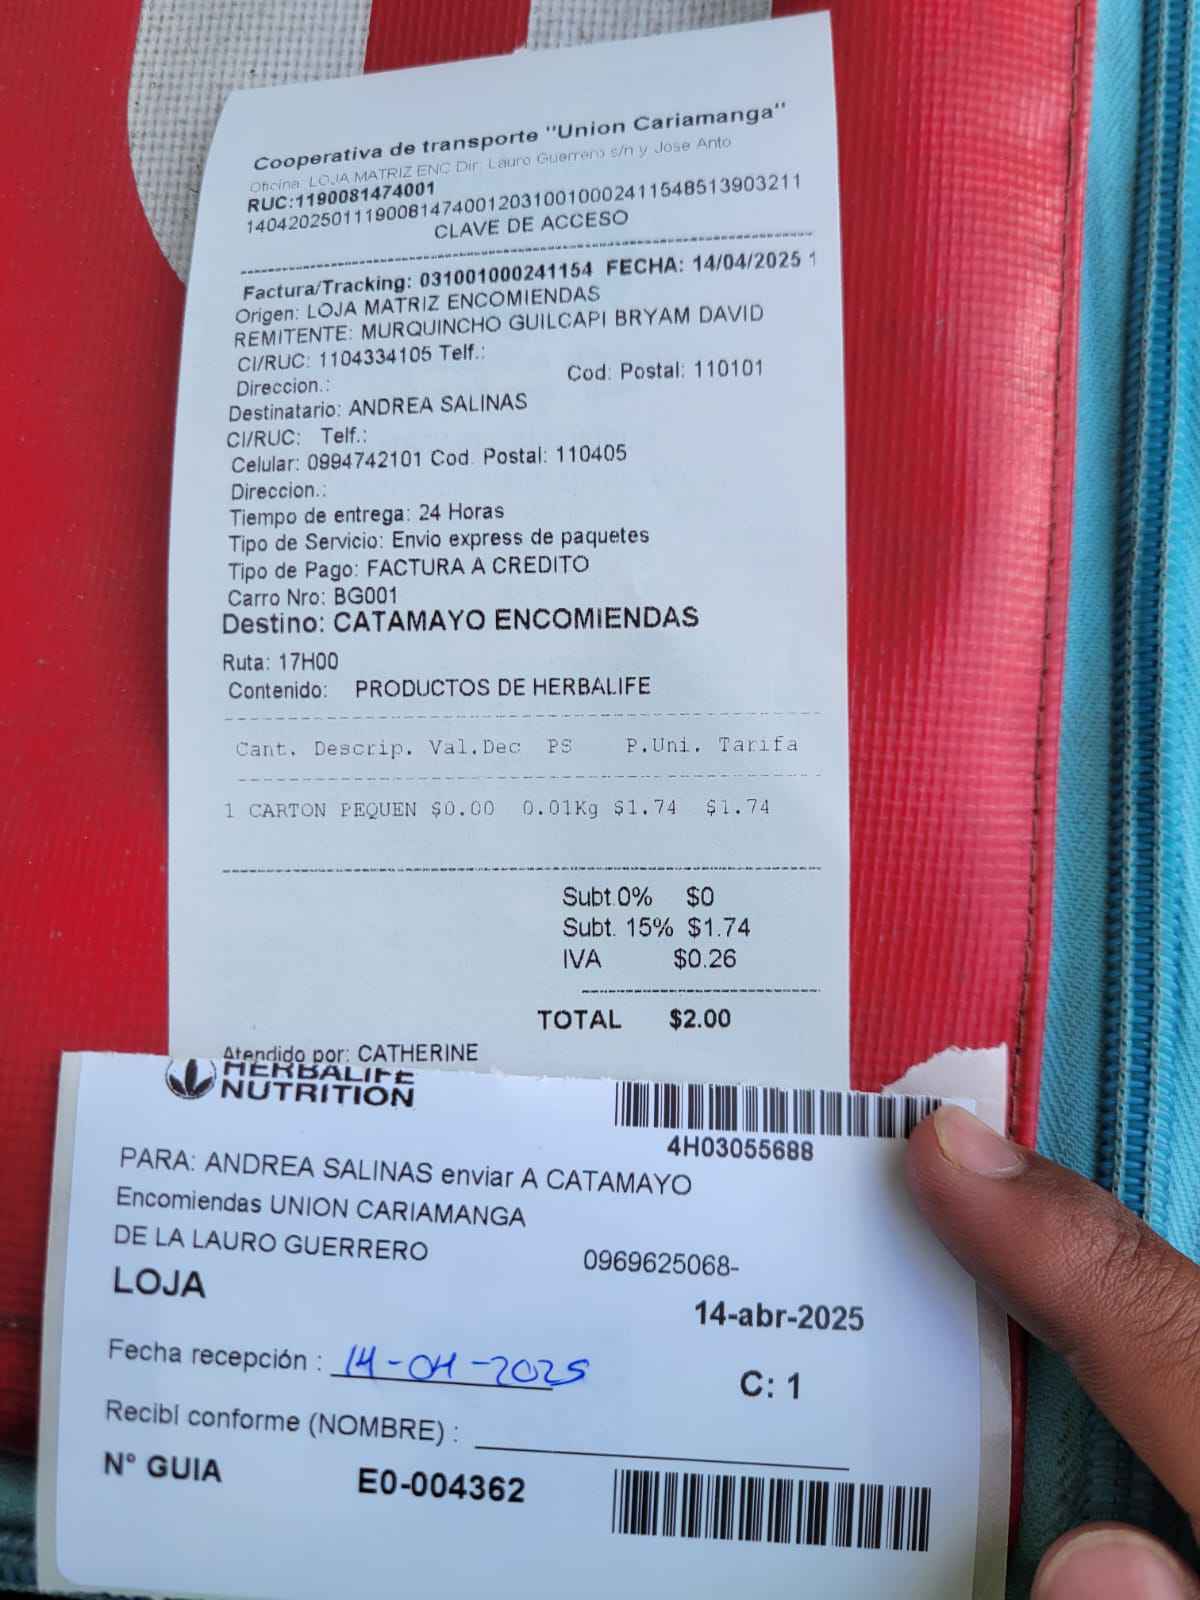 Cooperativa de transporte "Union Cariamanga"
Oficina: LOJA MATRIZ ENC Dir: Lauro Guerrero s/n y Jose Anto
RUC:1190081474001
1404202501119008147400120310010002411548513903211
CLAVE DE ACCESO
Factura/Tracking: 031001000241154 FECHA: 14/04/2025 1
Origen: LOJA MATRIZ ENCOMIENDAS
REMITENTE: MURQUINCHO GUILCAPI BRYAM DAVID
CI/RUC: 1104334105 Telf.:
Direccion.: Cod: Postal: 110101
Destinatario: ANDREA SALINAS
CI/RUC: Telf.:
Celular: 0994742101 Cod. Postal: 110405
Direccion.:
Tiempo de entrega: 24 Horas
Tipo de Servicio: Envio express de paquetes
Tipo de Pago: FACTURA A CREDITO
Carro Nro: BG001
Destino: CATAMAYO ENCOMIENDAS
Ruta: 17H00
Contenido: PRODUCTOS DE HERBALIFE
Cant. Descrip. Val.Dec PS P.Uni. Tarifa
1 CARTON PEQUEN $0.00 0.01Kg $1.74 $1.74
Subt.0% $0
Subt. 15% $1.74
IVA $0.26
TOTAL $2.00
Atendido por: CATHERINE
HERBALIFE
NUTRITION
4H03055688
PARA: ANDREA SALINAS enviar A CATAMAYO
Encomiendas UNION CARIAMANGA
DE LA LAURO GUERRERO 0969625068-
LOJA
14-abr-2025
Fecha recepción : 14-04-2025
C: 1
Recibí conforme (NOMBRE) :
N° GUIA E0-004362